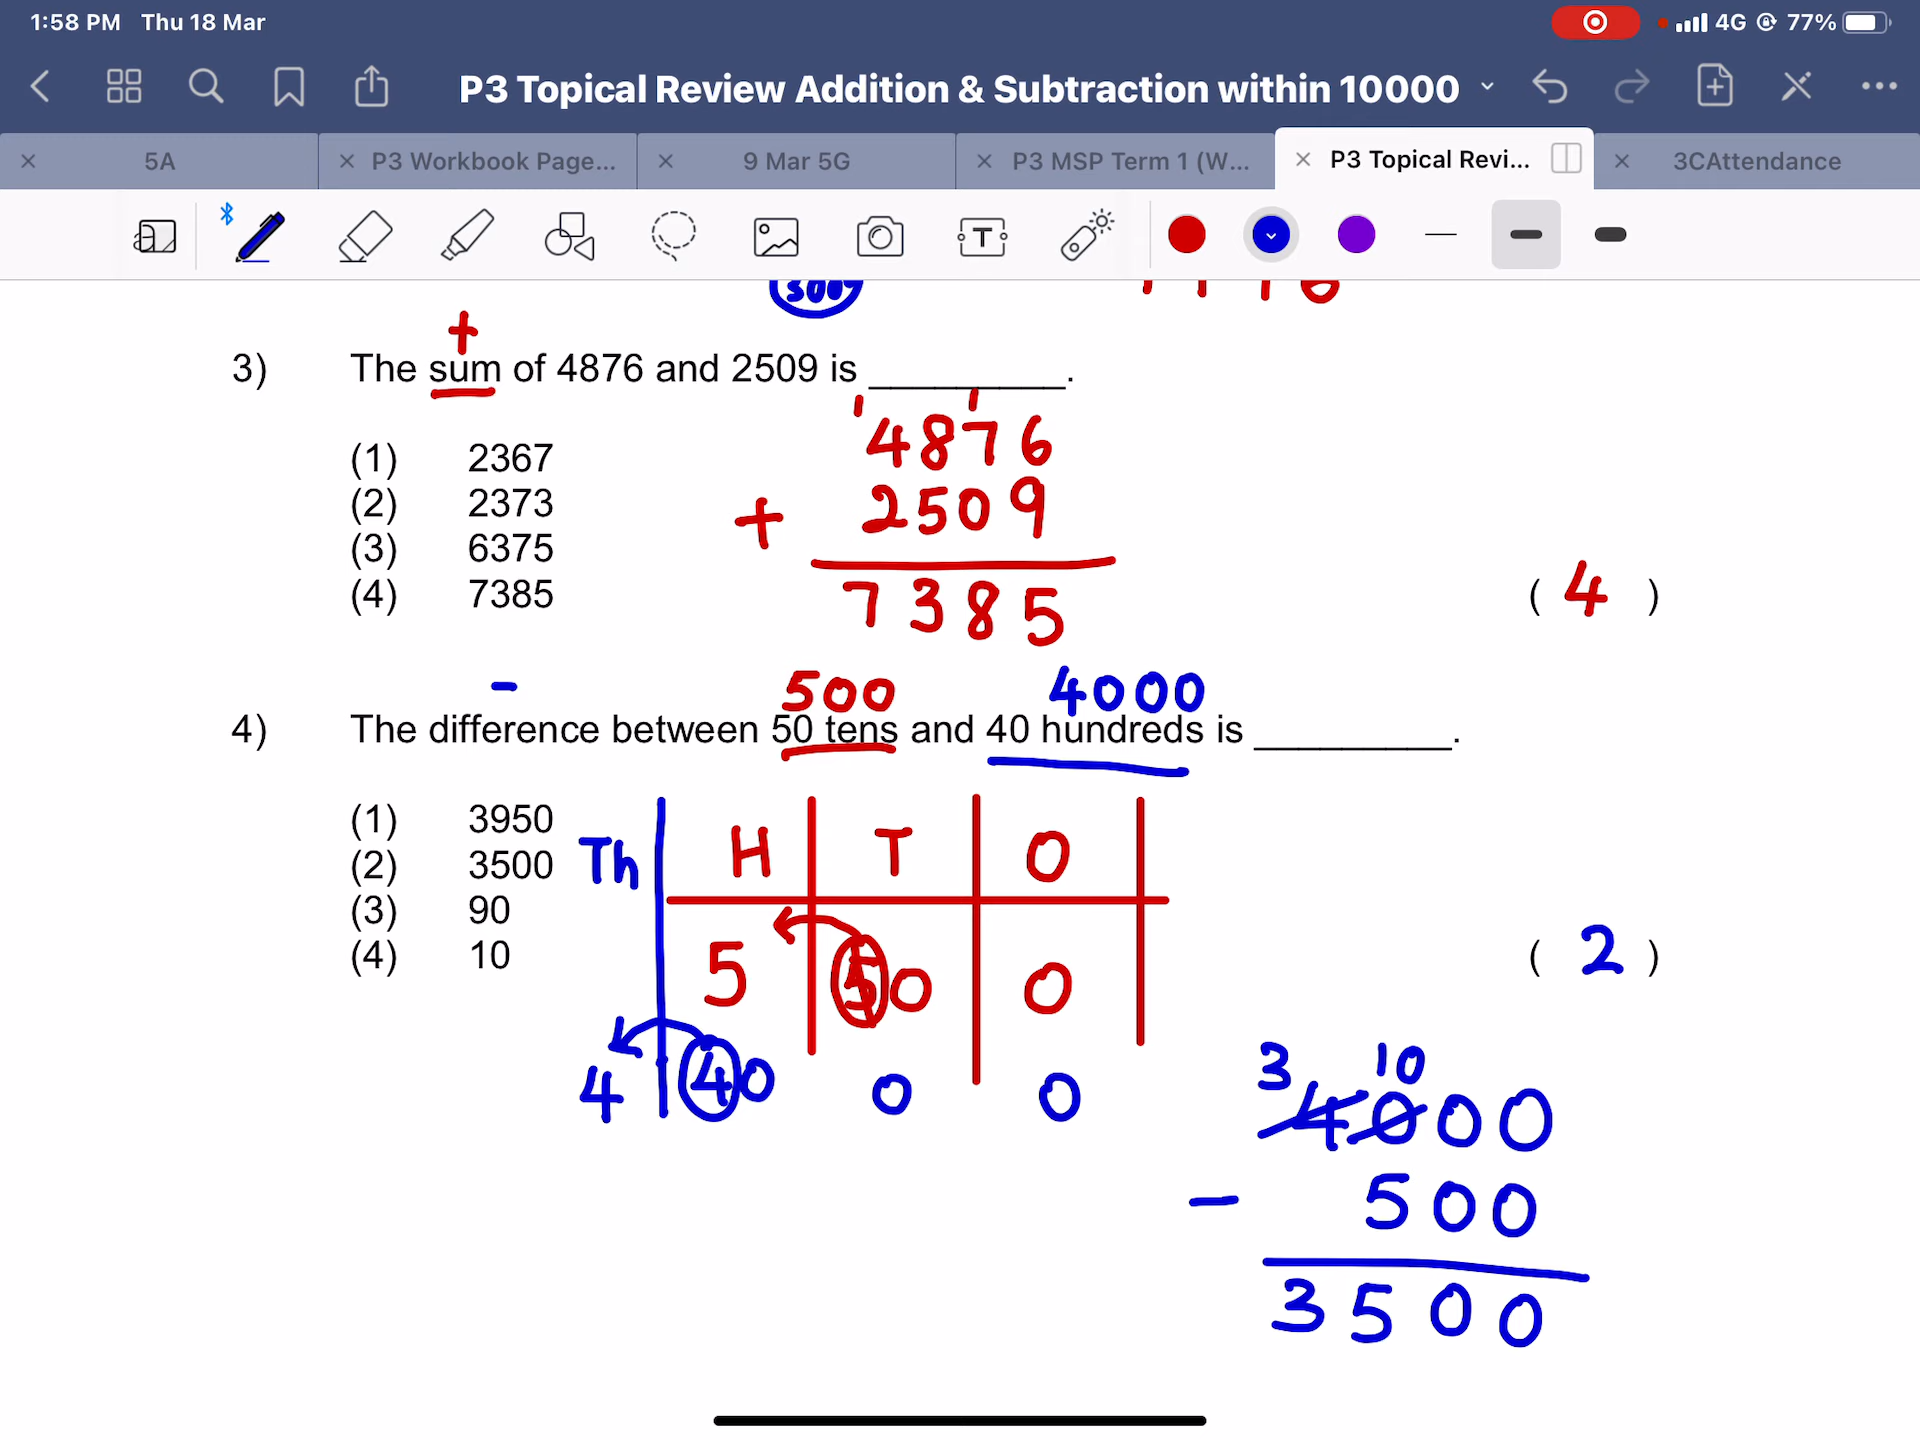 1:58 PM Thu 18 Mar
4G 77%
P3 Topical Review Addition & Subtraction within 10000
5A
P3 Workbook Page...
9 Mar 5G
P3 MSP Term 1 (W...
P3 Topical Revi...
3CAttendance
T
+
3) The sum of 4876 and 2509 is _________.
(1) 2367
(2) 2373
(3) 6375
(4) 7385
1 1
4876
+ 2509
7385
( 4 )
- 500 4000
4) The difference between 50 tens and 40 hundreds is _________.
(1) 3950
(2) 3500
(3) 90
(4) 10
Th H T O
5 50 0
4 40 0 0
( 2 )
3 10
4000
- 500
3500